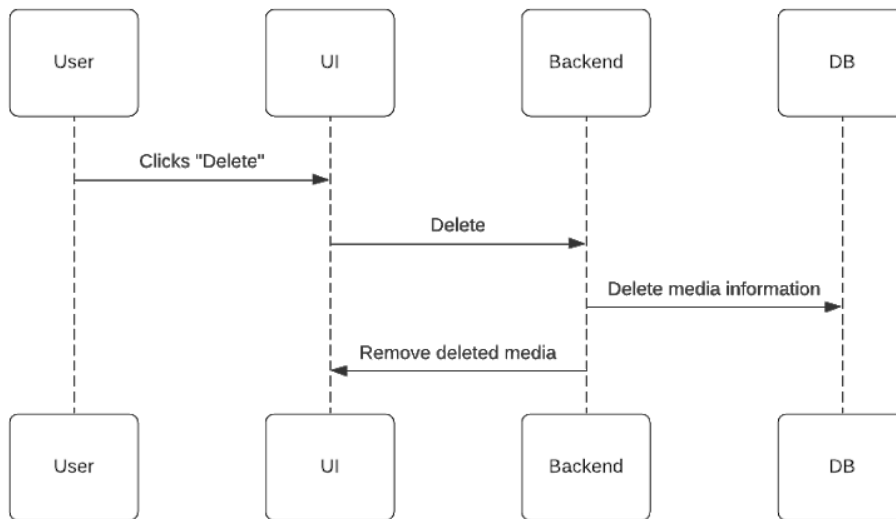 User
UI
Backend
DB
Clicks "Delete"
Delete
Delete media information
Remove deleted media
User
UI
Backend
DB